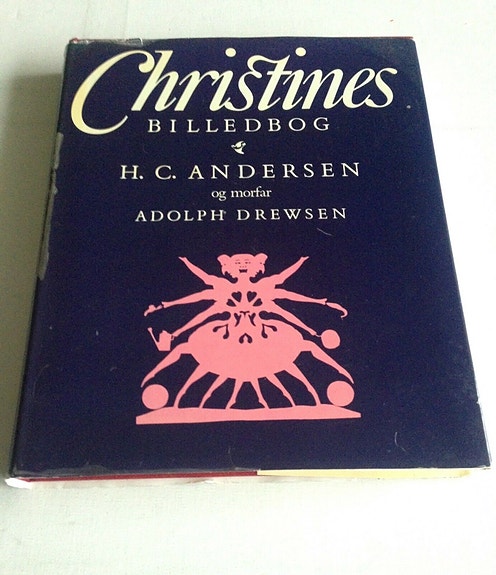 Christines
BILLEDBOG
H. C. ANDERSEN
og morfar
ADOLPH DREWSEN